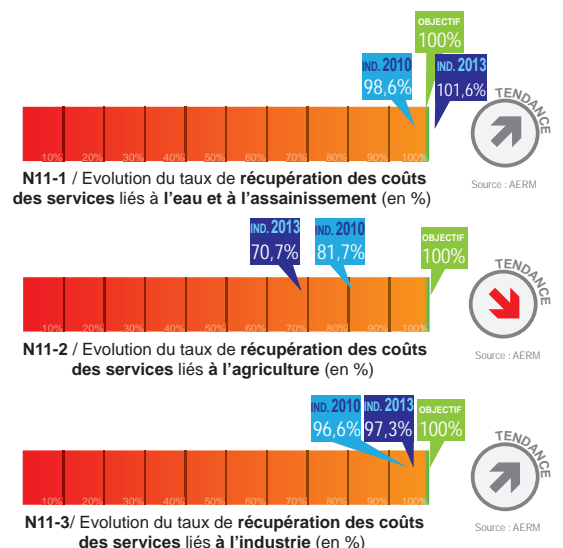 OBJECTIF
100%
IND. 2010
98,6%
IND. 2013
101,6%
TENDANCE
10% 20% 30% 40% 50% 60% 70% 80% 90% 100%
Source : AERM
N11-1 / Evolution du taux de récupération des coûts
des services liés à l’eau et à l’assainissement (en %)
IND. 2013
70,7%
IND. 2010
81,7%
OBJECTIF
100%
TENDANCE
10% 20% 30% 40% 50% 60% 70% 80% 90% 100%
Source : AERM
N11-2 / Evolution du taux de récupération des coûts
des services liés à l’agriculture (en %)
IND. 2010
96,6%
IND. 2013
97,3%
OBJECTIF
100%
TENDANCE
10% 20% 30% 40% 50% 60% 70% 80% 90% 100%
Source : AERM
N11-3/ Evolution du taux de récupération des coûts
des services liés à l’industrie (en %)